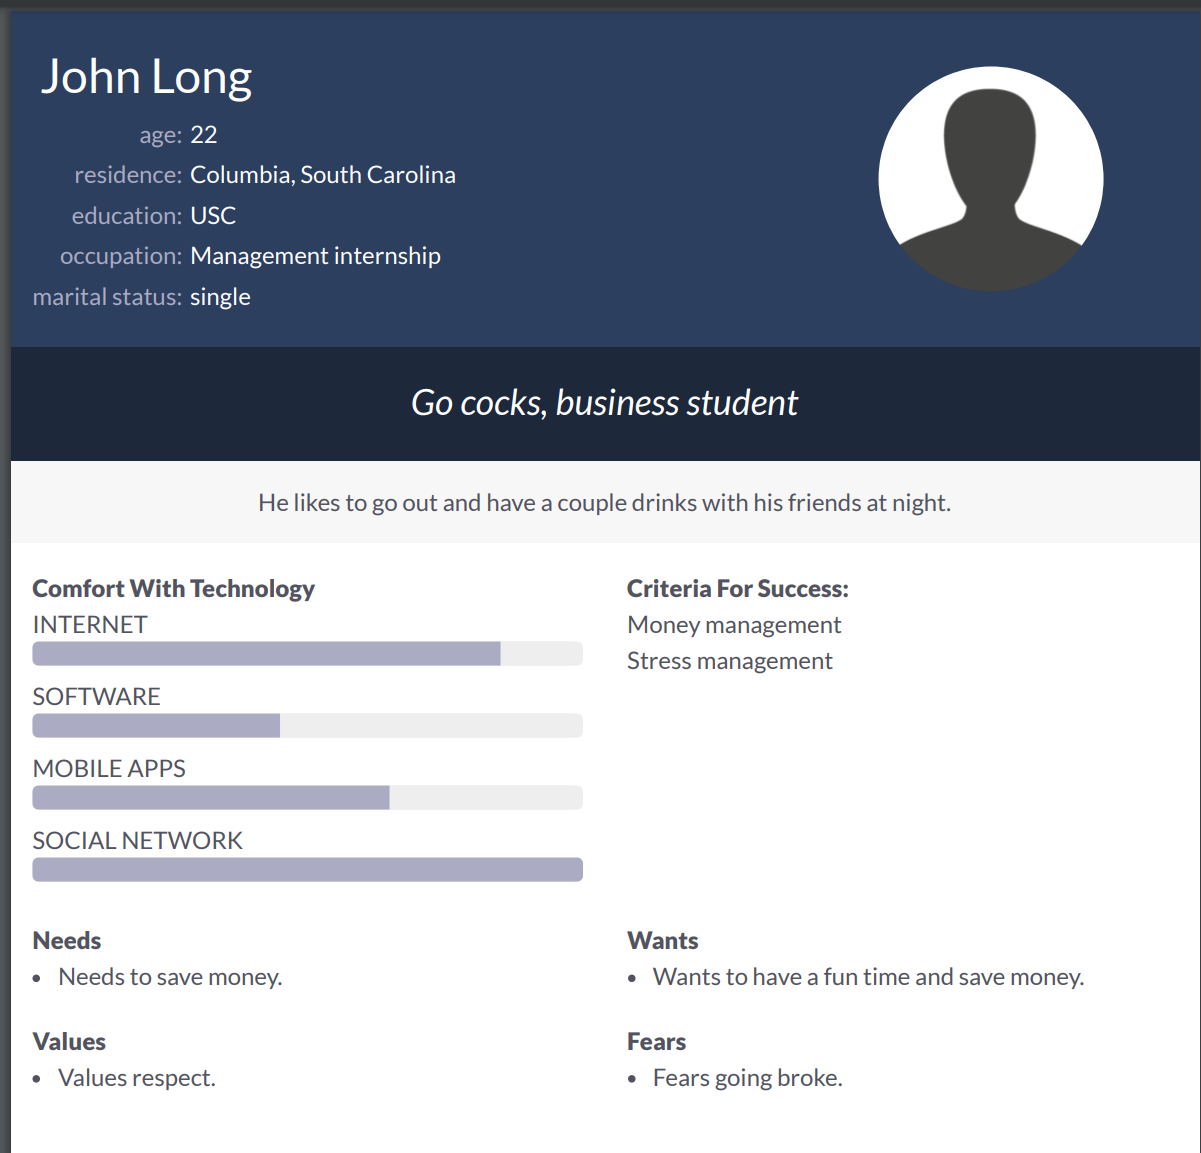 John Long
age: 22
residence: Columbia, South Carolina
education: USC
occupation: Management internship
marital status: single
Go cocks, business student
He likes to go out and have a couple drinks with his friends at night.
Comfort With Technology
INTERNET
SOFTWARE
MOBILE APPS
SOCIAL NETWORK
Criteria For Success:
Money management
Stress management
Needs
• Needs to save money.
Wants
• Wants to have a fun time and save money.
Values
• Values respect.
Fears
• Fears going broke.